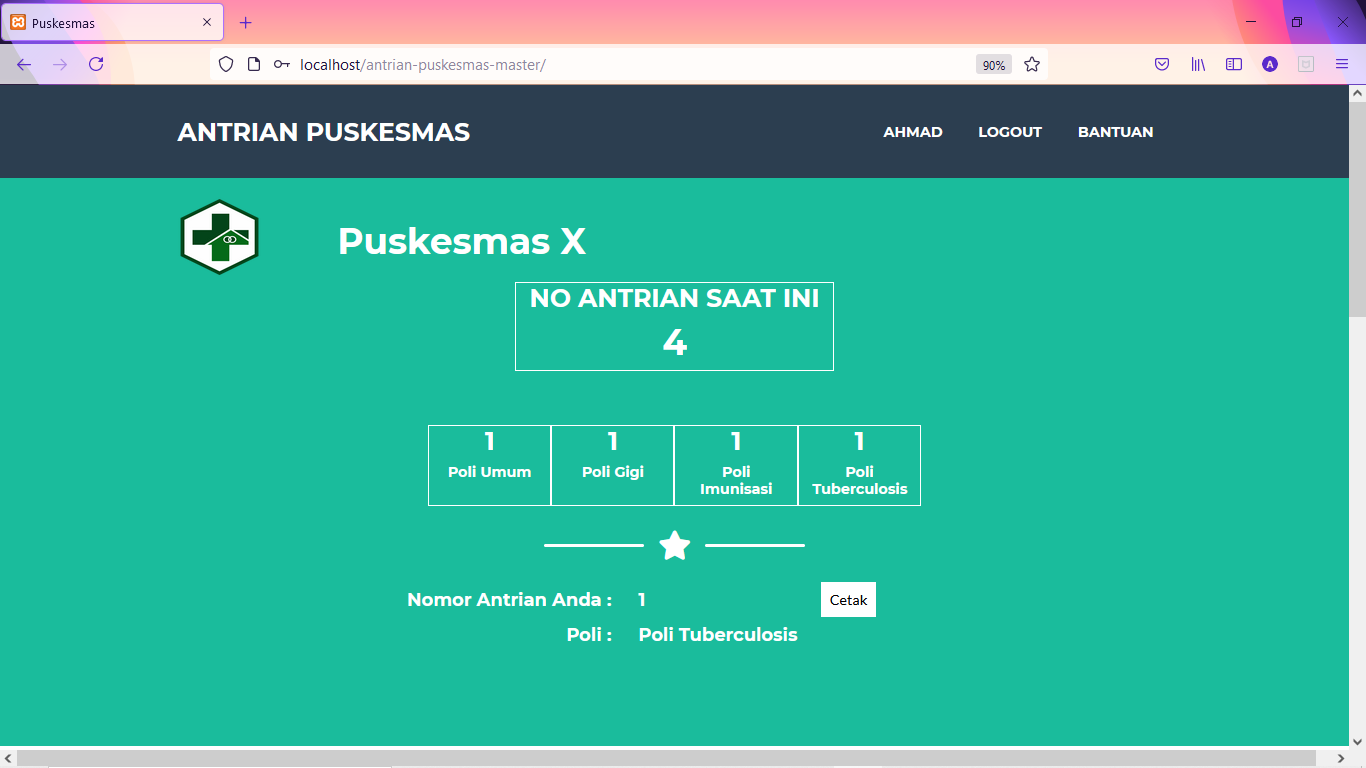 Puskesmas
localhost/antrian-puskesmas-master/
90%
A
ANTRIAN PUSKESMAS
AHMAD LOGOUT BANTUAN
Puskesmas X
NO ANTRIAN SAAT INI
4
1 1 1 1
Poli Umum Poli Gigi Poli Poli
Imunisasi Tuberculosis
Nomor Antrian Anda : 1 Cetak
Poli : Poli Tuberculosis